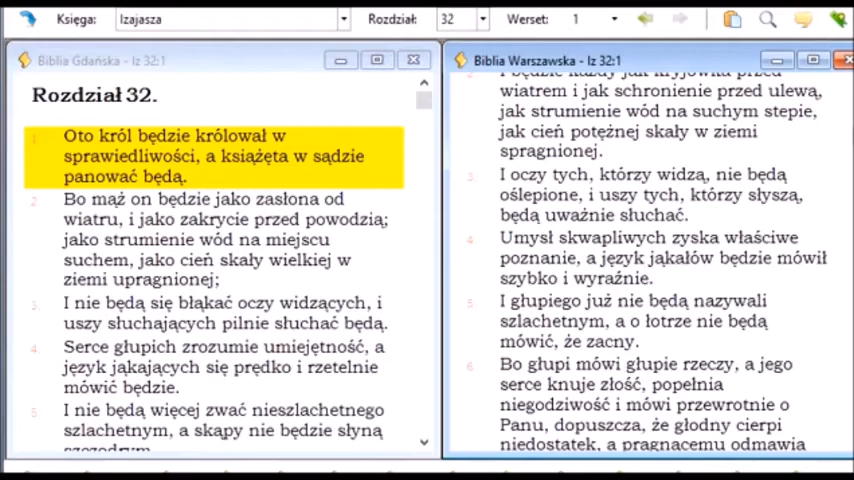 Księga: Izajasza Rozdział: 32 Werset: 1
Biblia Gdańska - Iz 32:1
Rozdział 32.
1. Oto król będzie królował w
sprawiedliwości, a książęta w sądzie
panować będą.
2. Bo mąż on będzie jako zasłona od
wiatru, i jako zakrycie przed powodzią;
jako strumienie wód na miejscu
suchem, jako cień skały wielkiej w
ziemi upragnionej;
3. I nie będą się błąkać oczy widzących, i
uszy słuchających pilnie słuchać będą.
4. Serce głupich zrozumie umiejętność, a
język jąkających się prędko i rzetelnie
mówić będzie.
5. I nie będą więcej zwać nieszlachetnego
szlachetnym, a skąpy nie będzie słyną
szczodrym
Biblia Warszawska - Iz 32:1
2. I będzie każdy jak kryjówka przed
wiatrem i jak schronienie przed ulewą,
jak strumienie wód na suchym stepie,
jak cień potężnej skały w ziemi
spragnionej.
3. I oczy tych, którzy widzą, nie będą
oślepione, i uszy tych, którzy słyszą,
będą uważnie słuchać.
4. Umysł skwapliwych zyska właściwe
poznanie, a język jąkałów będzie mówił
szybko i wyraźnie.
5. I głupiego już nie będą nazywali
szlachetnym, a o łotrze nie będą
mówić, że zacny.
6. Bo głupi mówi głupie rzeczy, a jego
serce knuje złość, popełnia
niegodziwość i mówi przewrotnie o
Panu, dopuszcza, że głodny cierpi
niedostatek, a pragnącemu odmawia